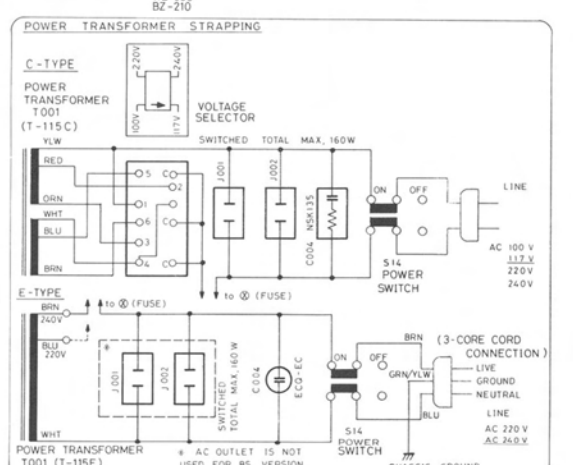 BZ-210
POWER TRANSFORMER STRAPPING
C-TYPE
POWER
TRANSFORMER
T001
(T-115C)
220V
240V
100V
117V
VOLTAGE
SELECTOR
SWITCHED TOTAL MAX, 160W
YLW
RED
ORN
WHT
BLU
BRN
5 C
2
1
6 C
3
4 C
J001
J002
C004 NSK135
ON OFF
LINE
S14
POWER
SWITCH
AC 100 V
117 V
220 V
240 V
to Ⓧ (FUSE)
E-TYPE
BRN
240V
to Ⓧ (FUSE)
BLU
220V
*
J001
J002
SWITCHED
TOTAL MAX, 160W
C004
ECQ-EC
ON OFF
BRN
(3-CORE CORD
CONNECTION)
GRN/YLW
LIVE
GROUND
NEUTRAL
BLU
LINE
AC 220 V
AC 240 V
S14
POWER
SWITCH
WHT
POWER TRANSFORMER
T001 (T-115E)
* AC OUTLET IS NOT
USED FOR BS VERSION
CHASSIS GROUND